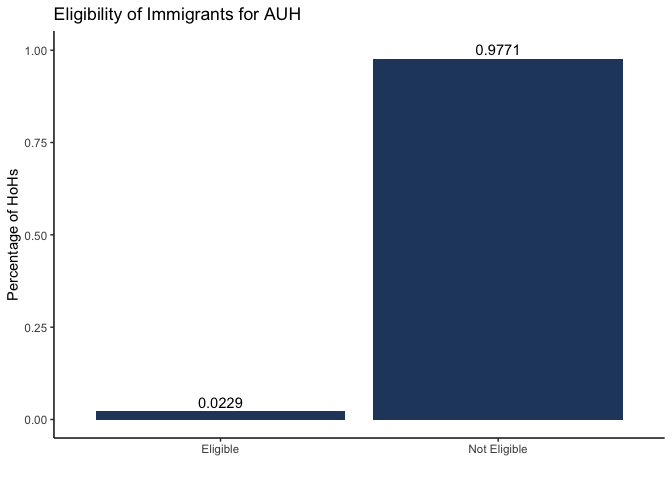 Eligibility of Immigrants for AUH
Percentage of HoHs
1.00
0.75
0.50
0.25
0.00
0.0229
0.9771
Eligible
Not Eligible